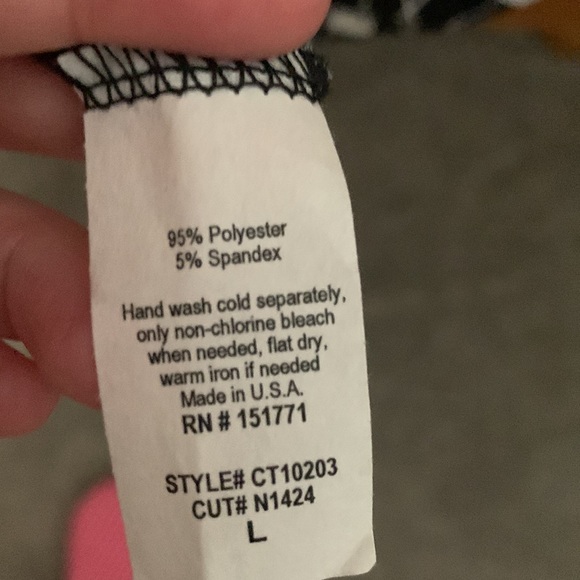 95% Polyester
5% Spandex
Hand wash cold separately,
only non-chlorine bleach
when needed, flat dry,
warm iron if needed
Made in U.S.A.
RN # 151771
STYLE# CT10203
CUT# N1424
L